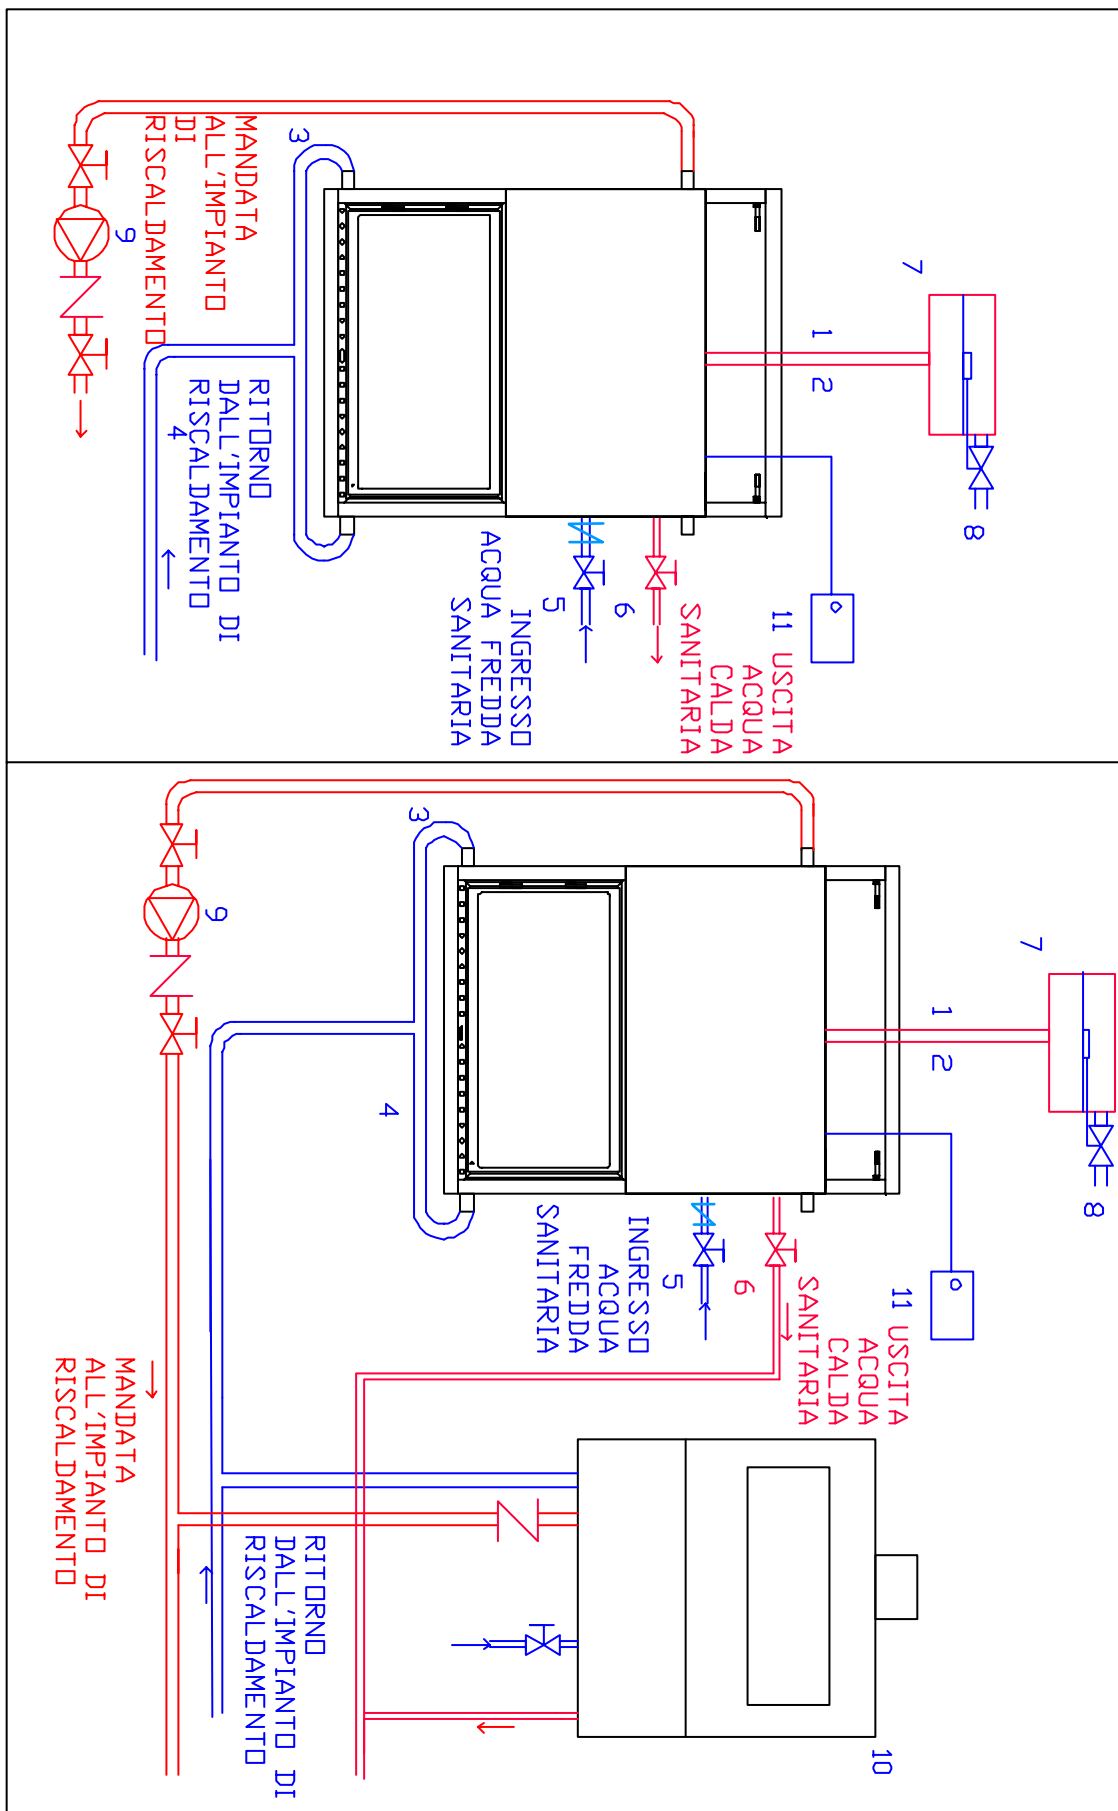 7
8
1
2
11
USCITA
ACQUA
CALDA
SANITARIA
6
5
INGRESSO
ACQUA FREDDA
SANITARIA
3
RITORNO
DALL'IMPIANTO DI
RISCALDAMENTO
4
MANDATA
ALL'IMPIANTO
DI
RISCALDAMENTO
9
7
8
1
2
11
USCITA
ACQUA
CALDA
SANITARIA
6
5
INGRESSO
ACQUA
FREDDA
SANITARIA
3
4
9
10
RITORNO
DALL'IMPIANTO DI
RISCALDAMENTO
MANDATA
ALL'IMPIANTO DI
RISCALDAMENTO